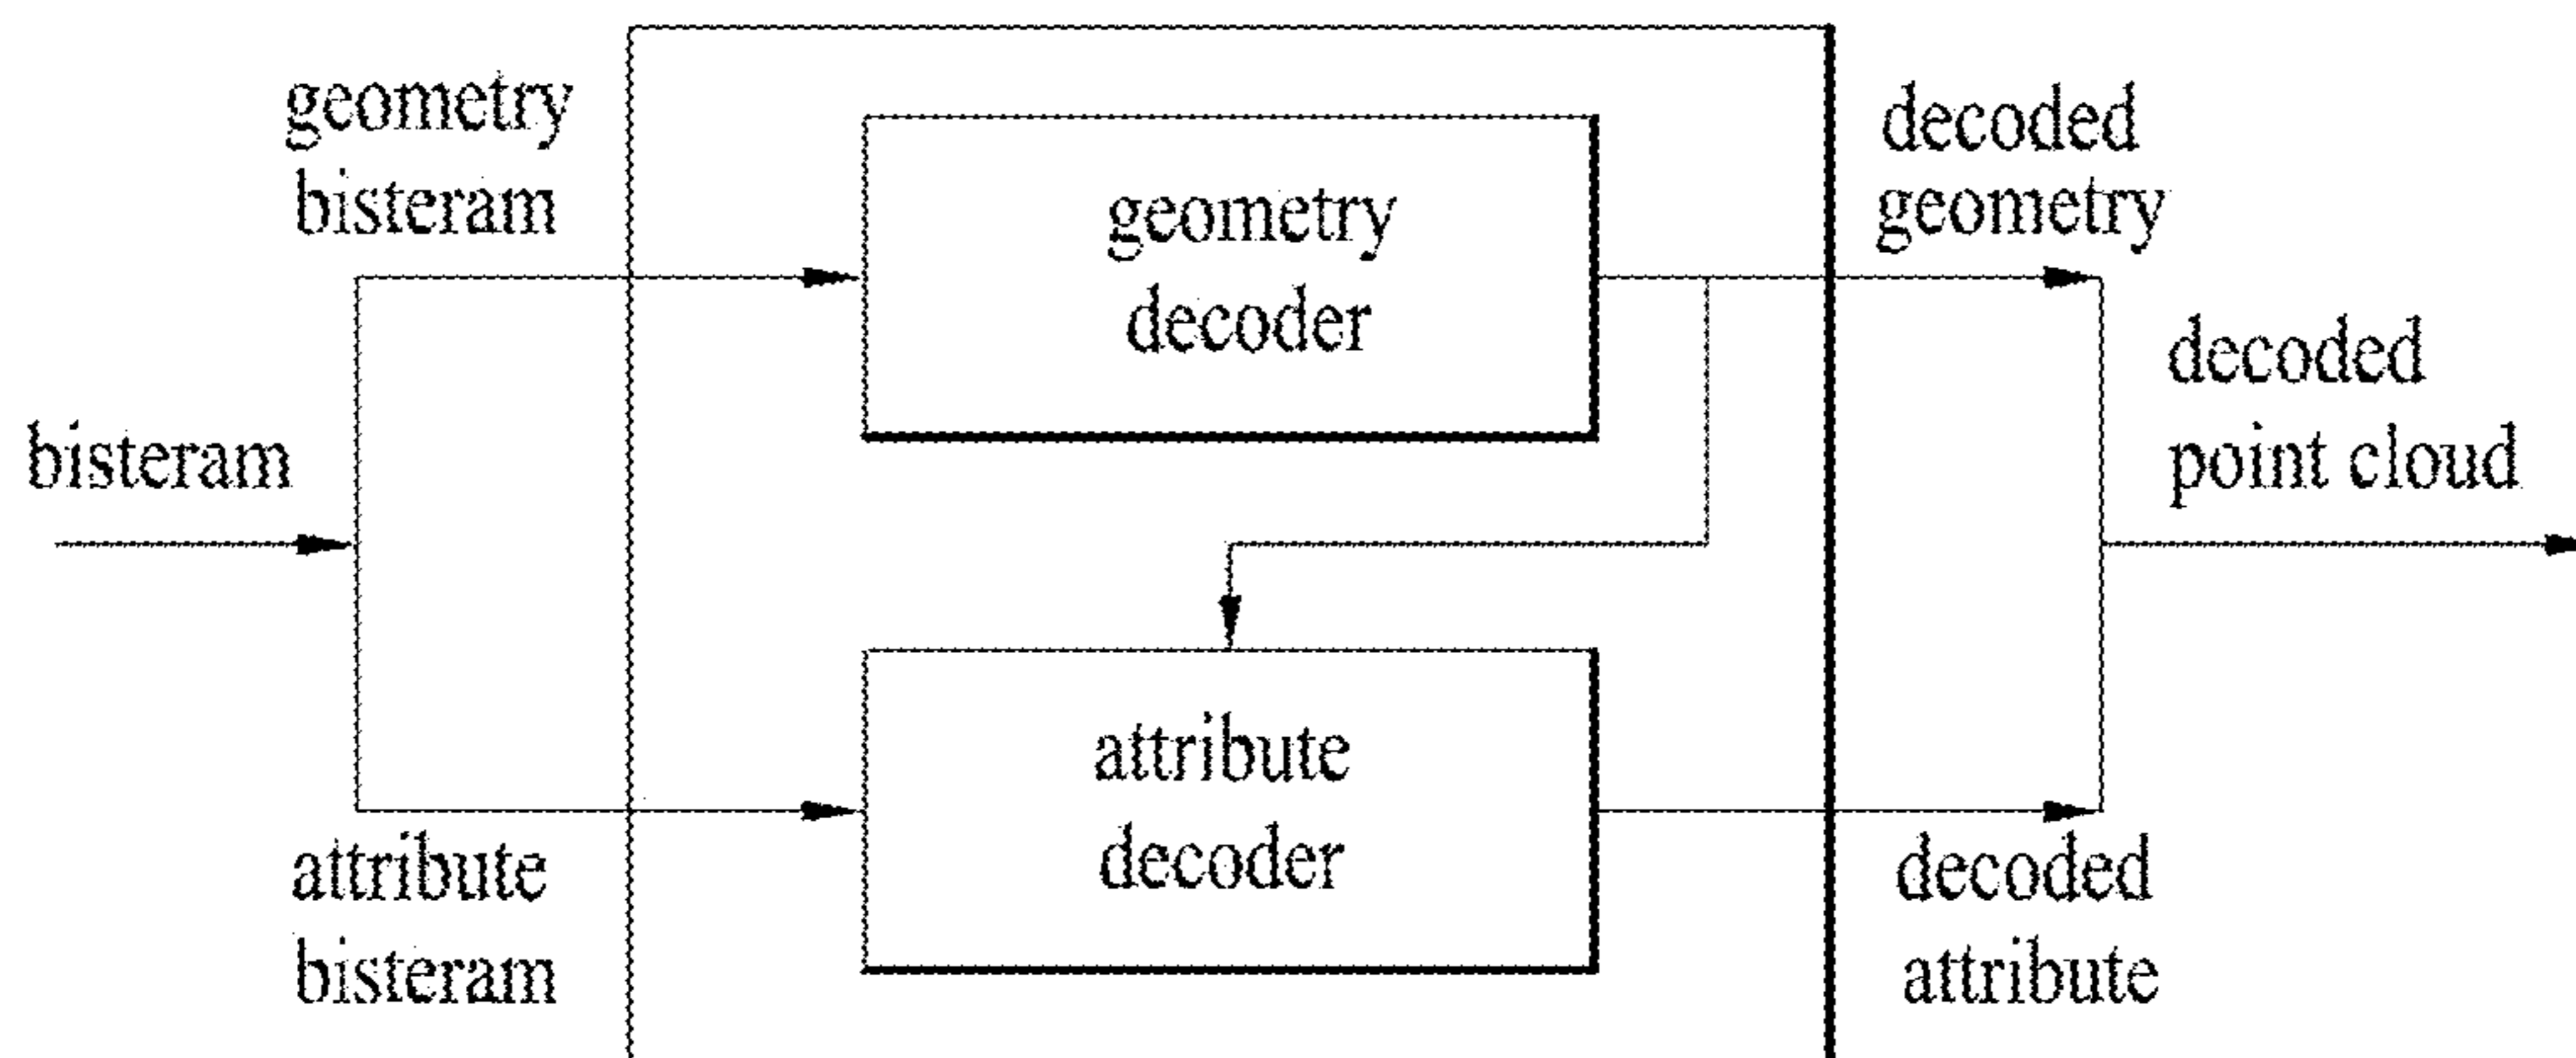 geometry
bisteram
geometry
decoder
decoded
geometry
bisteram
decoded
point cloud
attribute
decoder
attribute
bisteram
decoded
attribute